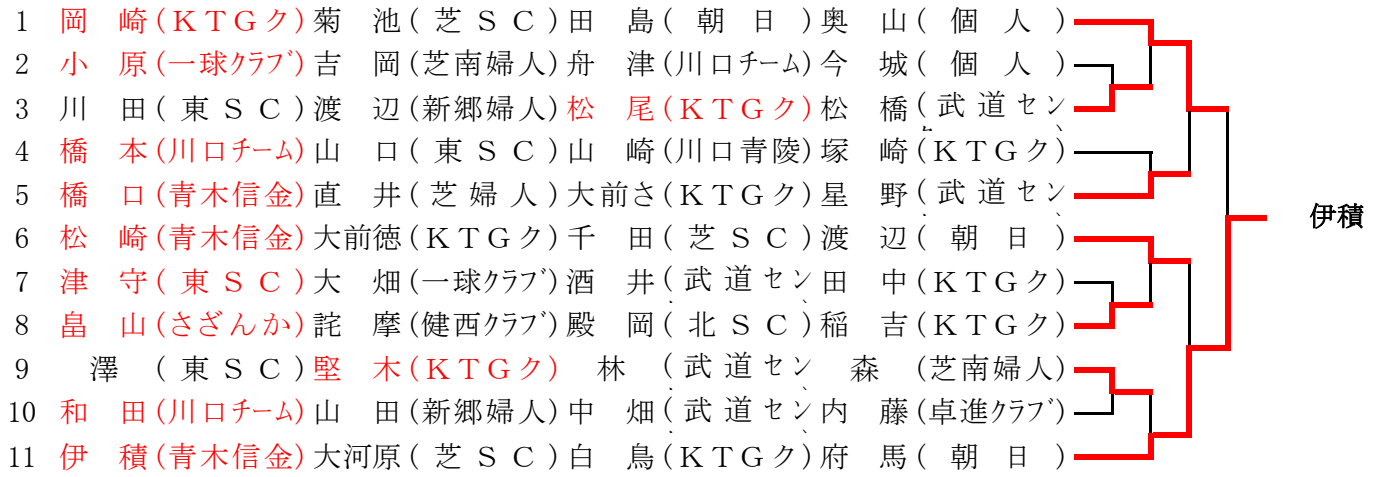 1 岡 崎(KTGク)菊 池(芝SC)田 島(朝 日)奥 山(個 人)
2 小 原(一球クラブ)吉 岡(芝南婦人)舟 津(川口チーム)今 城(個 人)
3 川 田(東SC)渡 辺(新郷婦人)松 尾(KTGク)松 橋(武道セン
4 橋 本(川口チーム)山 口(東SC)山 崎(川口青陵)塚 崎(KTGク)
5 橋 口(青木信金)直 井(芝婦人)大前さ(KTGク)星 野(武道セン
伊積
6 松 崎(青木信金)大前徳(KTGク)千 田(芝SC)渡 辺(朝 日)
7 津 守(東SC)大 畑(一球クラブ)酒 井(武道セン田 中(KTGク)
8 畠 山(さざんか)詫 摩(健西クラブ)殿 岡(北SC)稲 吉(KTGク)
9 澤 (東SC)堅 木(KTGク) 林 (武道セン 森 (芝南婦人)
10 和 田(川口チーム)山 田(新郷婦人)中 畑(武道セン内 藤(卓進クラブ)
11 伊 積(青木信金)大河原(芝SC)白 鳥(KTGク)府 馬(朝 日)